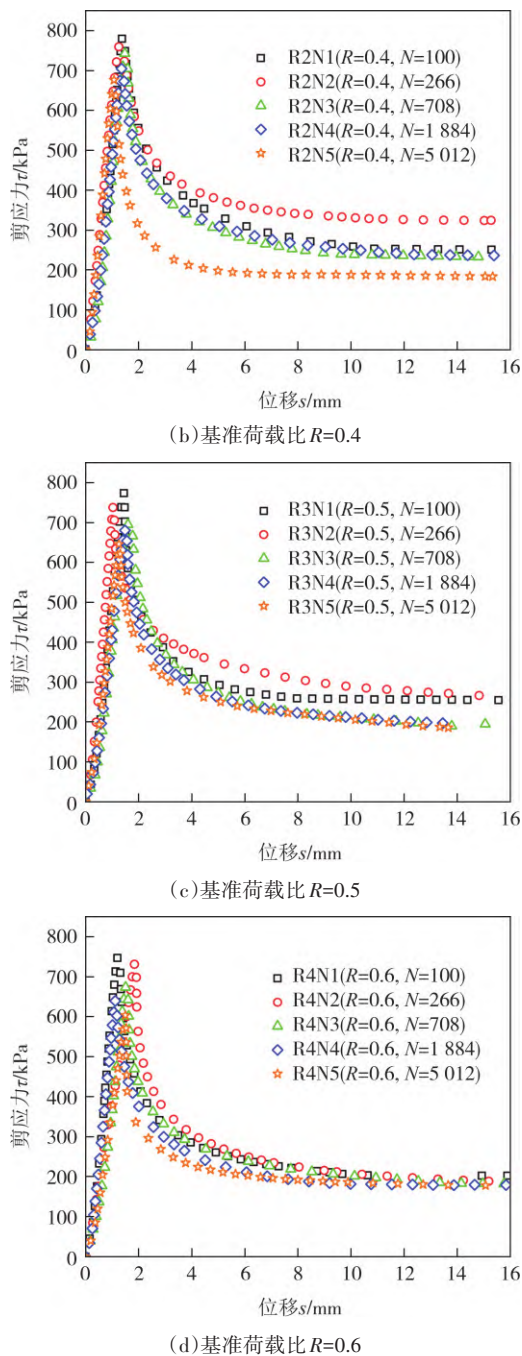 800
700
600
500
400
300
200
100
0
剪应力τ/kPa
R2N1(R=0.4, N=100)
R2N2(R=0.4, N=266)
R2N3(R=0.4, N=708)
R2N4(R=0.4, N=1 884)
R2N5(R=0.4, N=5 012)
0 2 4 6 8 10 12 14 16
位移s/mm
(b)基准荷载比R=0.4
800
700
600
500
400
300
200
100
0
剪应力τ/kPa
R3N1(R=0.5, N=100)
R3N2(R=0.5, N=266)
R3N3(R=0.5, N=708)
R3N4(R=0.5, N=1 884)
R3N5(R=0.5, N=5 012)
0 2 4 6 8 10 12 14 16
位移s/mm
(c)基准荷载比R=0.5
800
700
600
500
400
300
200
100
0
剪应力τ/kPa
R4N1(R=0.6, N=100)
R4N2(R=0.6, N=266)
R4N3(R=0.6, N=708)
R4N4(R=0.6, N=1 884)
R4N5(R=0.6, N=5 012)
0 2 4 6 8 10 12 14 16
位移s/mm
(d)基准荷载比R=0.6